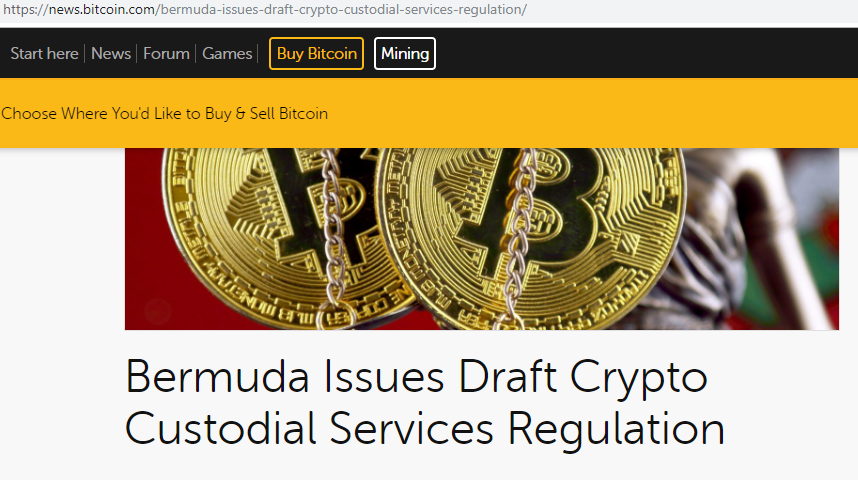 https://news.bitcoin.com/bermuda-issues-draft-crypto-custodial-services-regulation/
Start here | News | Forum | Games | Buy Bitcoin Mining
Choose Where You'd Like to Buy & Sell Bitcoin
Bermuda Issues Draft Crypto
Custodial Services Regulation